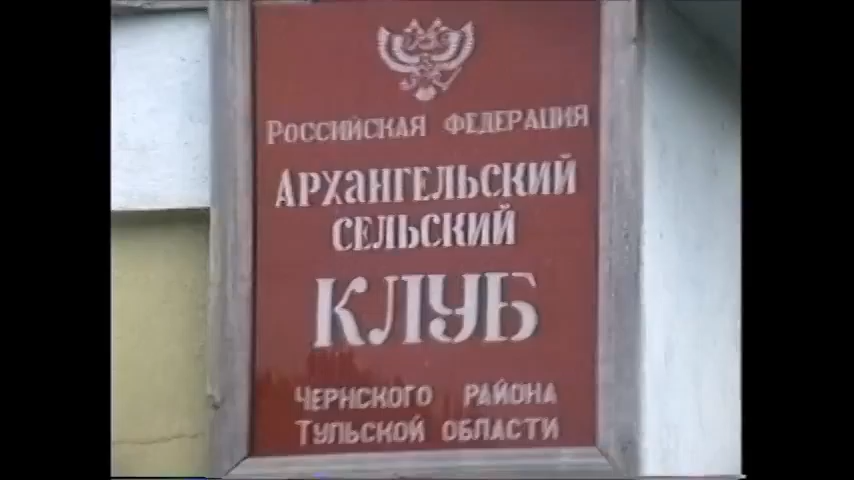 Российская Федерация
Архангельский
сельский
клуб
Чернского района
Тульской области